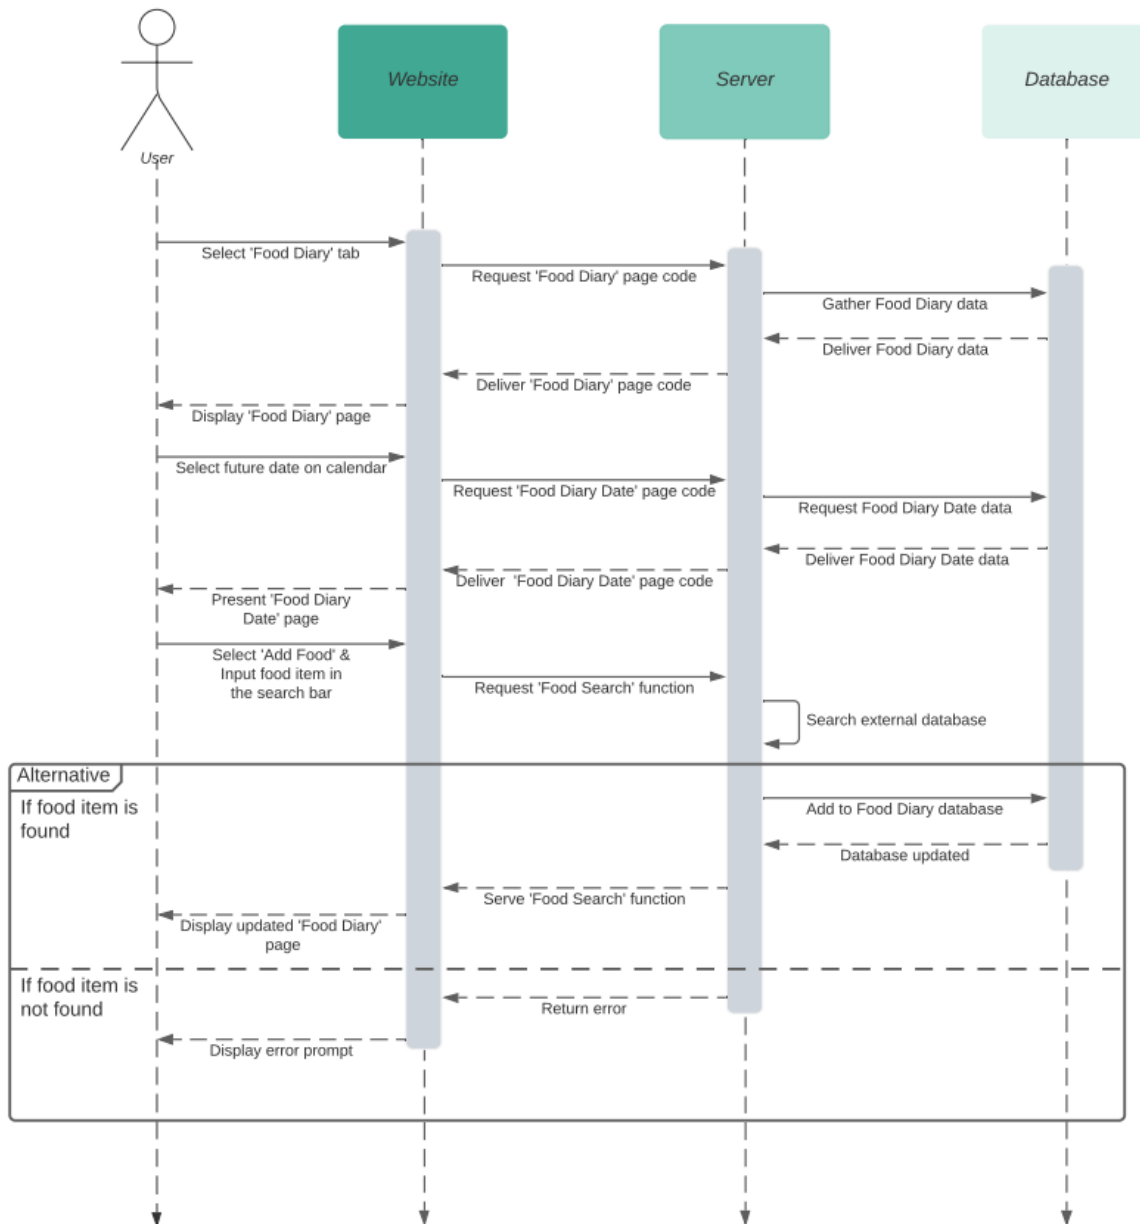 Website
Server
Database
User
Select 'Food Diary' tab
Request 'Food Diary' page code
Gather Food Diary data
Deliver Food Diary data
Deliver 'Food Diary' page code
Display 'Food Diary' page
Select future date on calendar
Request 'Food Diary Date' page code
Request Food Diary Date data
Deliver Food Diary Date data
Deliver 'Food Diary Date' page code
Present 'Food Diary
Date' page
Select 'Add Food' &
Input food item in
the search bar
Request 'Food Search' function
Search external database
Alternative
If food item is
found
Add to Food Diary database
Database updated
Serve 'Food Search' function
Display updated 'Food Diary'
page
If food item is
not found
Return error
Display error prompt